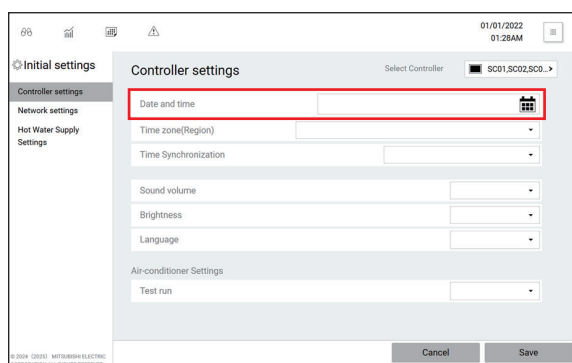 01/01/2022
01:28AM
Initial settings
Controller settings
Network settings
Hot Water Supply
Settings
Controller settings
Select Controller
SC01,SC02,SC0...>
Date and time
Time zone(Region)
Time Synchronization
Sound volume
Brightness
Language
Air-conditioner Settings
Test run
© 2024 (2025) MITSUBISHI ELECTRIC
Cancel
Save